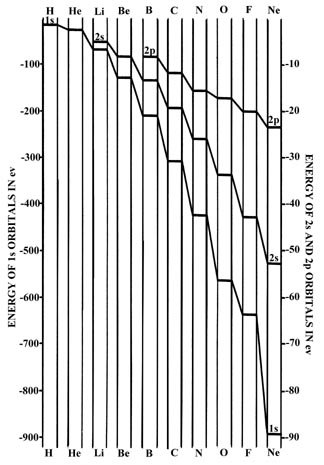 H He Li Be B C N O F Ne
1s
2s
2p
-100
-200
-300
-400
-500
-600
-700
-800
-900
ENERGY OF 1s ORBITALS IN ev
-10
-20
-30
-40
-50
-60
-70
-80
-90
ENERGY OF 2s AND 2p ORBITALS IN ev
2p
2s
1s
H He Li Be B C N O F Ne